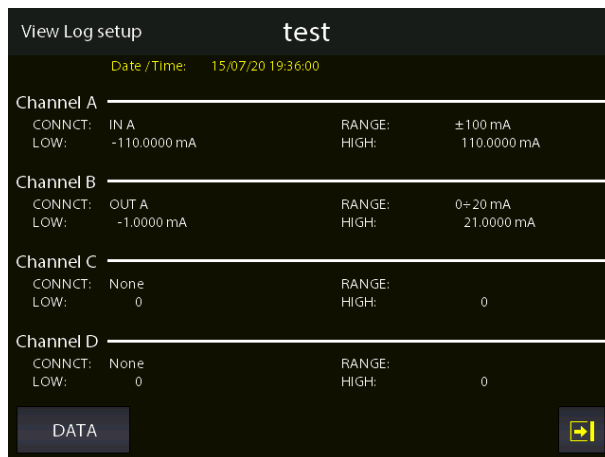 View Log setup test
Date /Time: 15/07/20 19:36:00
Channel A
CONNCT: IN A RANGE: ±100 mA
LOW: -110.0000 mA HIGH: 110.0000 mA
Channel B
CONNCT: OUT A RANGE: 0÷20 mA
LOW: -1.0000 mA HIGH: 21.0000 mA
Channel C
CONNCT: None RANGE:
LOW: 0 HIGH: 0
Channel D
CONNCT: None RANGE:
LOW: 0 HIGH: 0
DATA